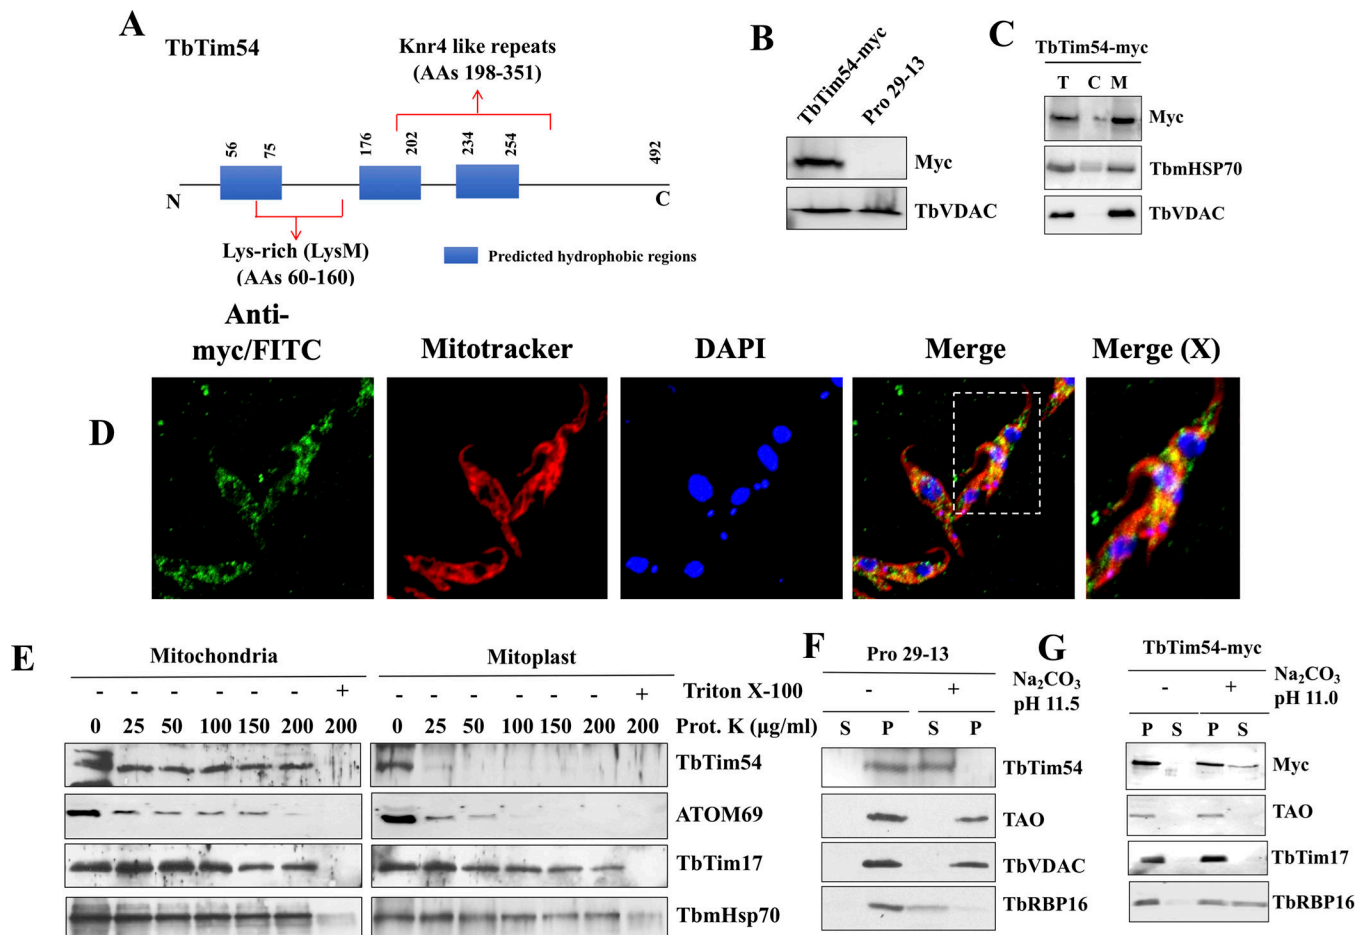 A
TbTim54
Knr4 like repeats
(AAs 198-351)
56
75
176
202
234
254
492
N
C
Lys-rich (LysM)
(AAs 60-160)
Predicted hydrophobic regions
B
TbTim54-myc
Pro 29-13
Myc
TbVDAC
C
TbTim54-myc
T C M
Myc
TbmHSP70
TbVDAC
D
Anti-
myc/FITC
Mitotracker
DAPI
Merge
Merge (X)
E
Mitochondria
Mitoplast
- - - - - - + - - - - - - + Triton X-100
0 25 50 100 150 200 200 0 25 50 100 150 200 200 Prot. K (µg/ml)
TbTim54
ATOM69
TbTim17
TbmHsp70
F
Pro 29-13
- + Na₂CO₃
pH 11.5
S P S P
TbTim54
TAO
TbVDAC
TbRBP16
G
TbTim54-myc
- + Na₂CO₃
pH 11.0
P S P S
Myc
TAO
TbTim17
TbRBP16